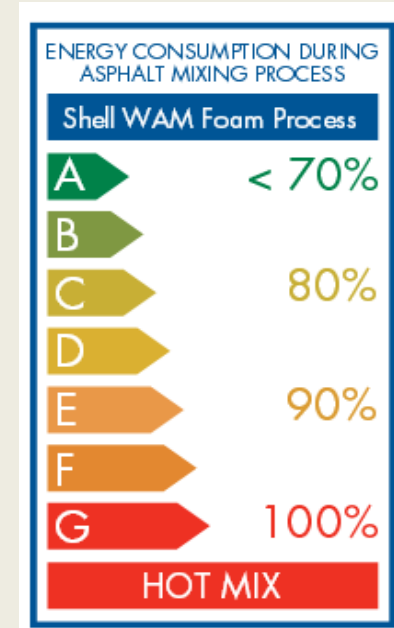 ENERGY CONSUMPTION DURING
ASPHALT MIXING PROCESS
Shell WAM Foam Process
A < 70%
B
C 80%
D
E 90%
F
G 100%
HOT MIX